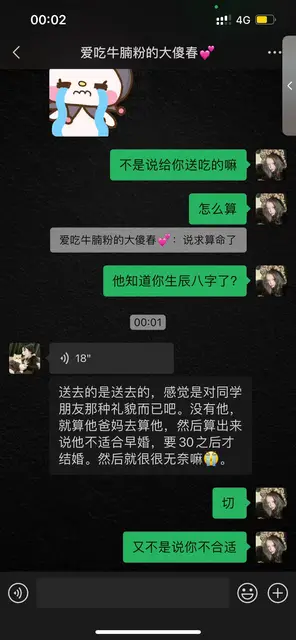 00:02
4G
爱吃牛腩粉的大傻春💕
不是说给你送吃的嘛
怎么算
爱吃牛腩粉的大傻春💕：说求算命了
他知道你生辰八字了?
00:01
18"
送去的是送去的，感觉是对同学
朋友那种礼貌而已吧。没有他，
就算他爸妈去算他，然后算出来
说他不适合早婚，要30之后才
结婚。然后就很很无奈嘛😭。
切
又不是说你不合适